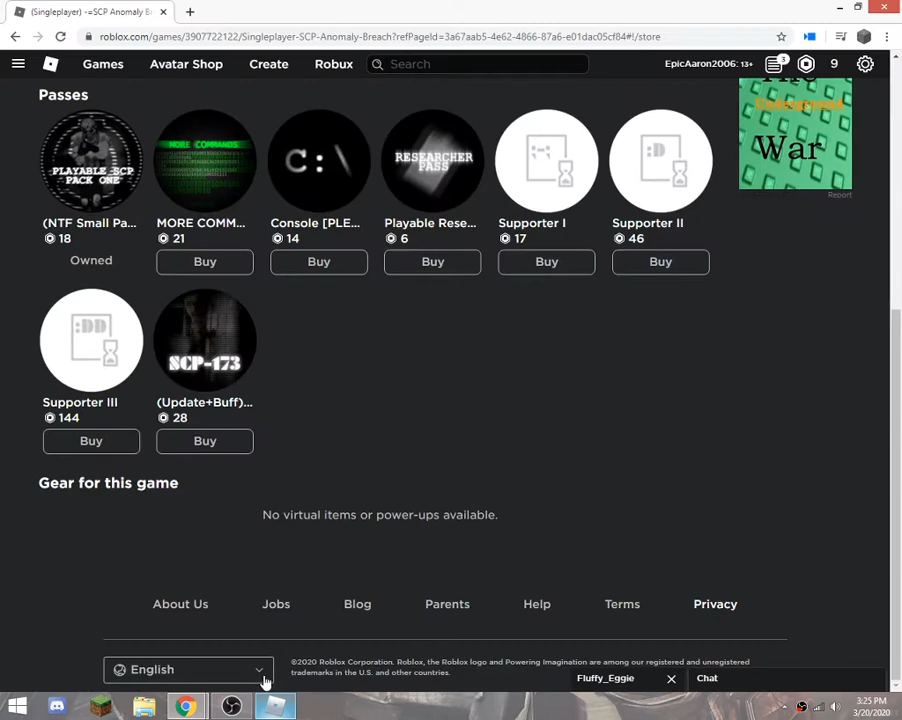 (Singleplayer) -=SCP Anomaly B
roblox.com/games/3907722122/Singleplayer-SCP-Anomaly-Breach?refPageId=3a67aab5-4e62-4866-87a6-e01dac05cf84#!/store
Games
Avatar Shop
Create
Robux
Search
EpicAaron2006: 13+
3
9
Passes
The
Underground
War
Report
PLAYABLE SCP
PACK ONE
MORE COMMANDS
C:\
RESEARCHER
PASS
:D
(NTF Small Pa...
MORE COMM...
Console [PLE...
Playable Rese...
Supporter I
Supporter II
18
21
14
6
17
46
Owned
Buy
Buy
Buy
Buy
Buy
:DD
SCP-173
Supporter III
(Update+Buff)...
144
28
Buy
Buy
Gear for this game
No virtual items or power-ups available.
About Us
Jobs
Blog
Parents
Help
Terms
Privacy
English
©2020 Roblox Corporation. Roblox, the Roblox logo and Powering Imagination are among our registered and unregistered
trademarks in the U.S. and other countries.
Fluffy_Eggie
Chat
3:25 PM
3/20/2020